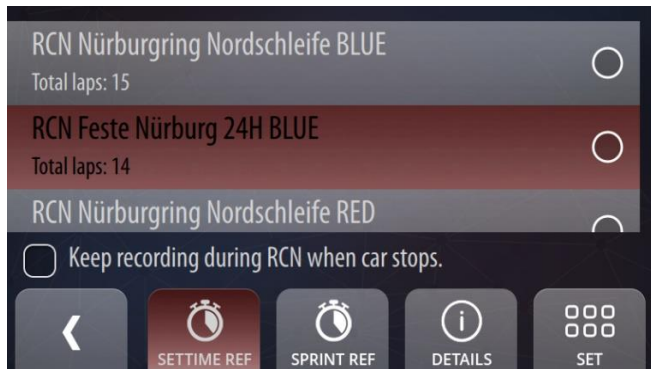 RCN Nürburgring Nordschleife BLUE
Total laps: 15
RCN Feste Nürburg 24H BLUE
Total laps: 14
RCN Nürburgring Nordschleife RED
Keep recording during RCN when car stops.
SETTIME REF SPRINT REF DETAILS SET